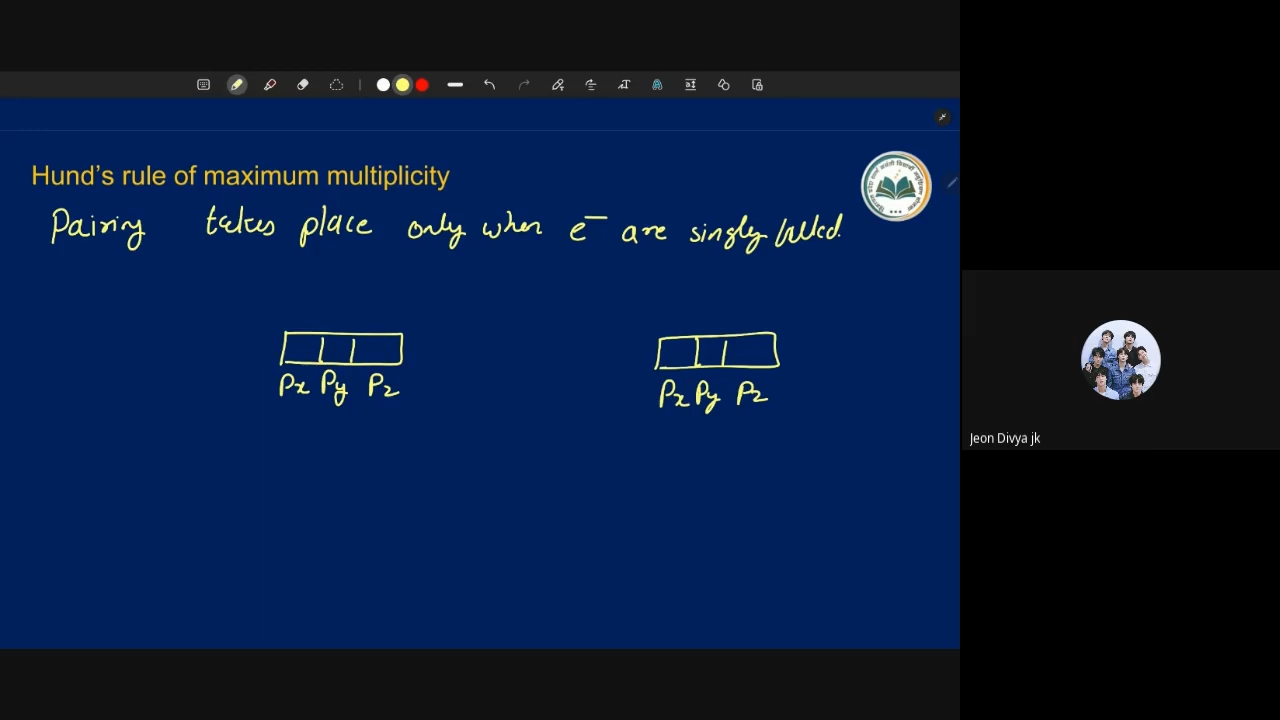 Hund's rule of maximum multiplicity
Pairing takes place only when e⁻ are singly filled.
Px Py Pz
Px Py Pz
Jeon Divya jk